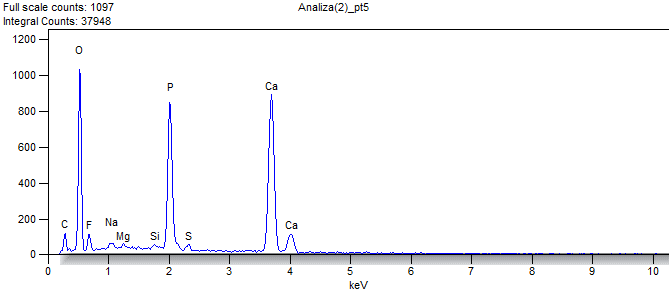 Full scale counts: 1097
Analiza(2)_pt5
Integral Counts: 37948
1200
1000
800
600
400
200
0
O
P
Ca
C
F
Na
Mg
Si
S
Ca
0 1 2 3 4 5 6 7 8 9 10
keV